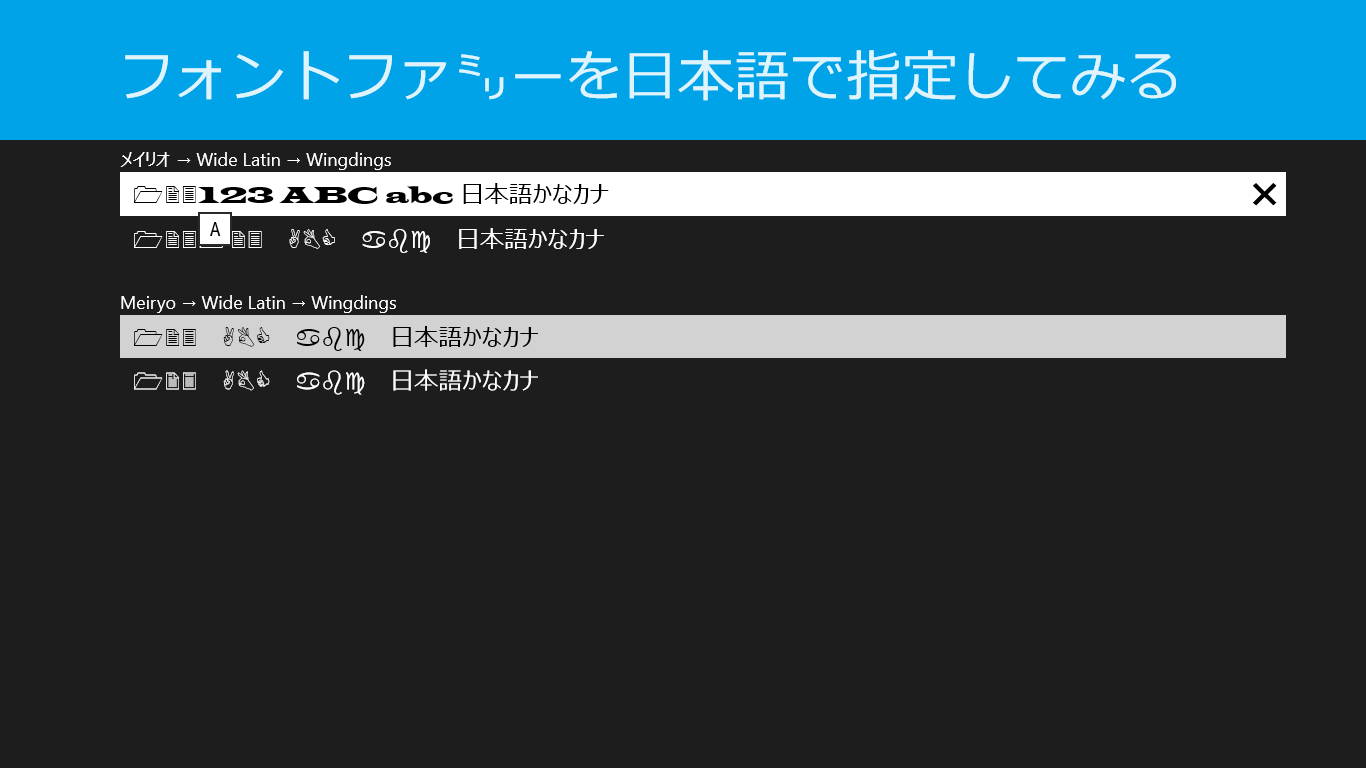 フォントファミリーを日本語で指定してみる
メイリオ → Wide Latin → Wingdings
🗀🖹🗏123 ABC abc 日本語かなカナ
A
日本語かなカナ
Meiryo → Wide Latin → Wingdings
日本語かなカナ
日本語かなカナ